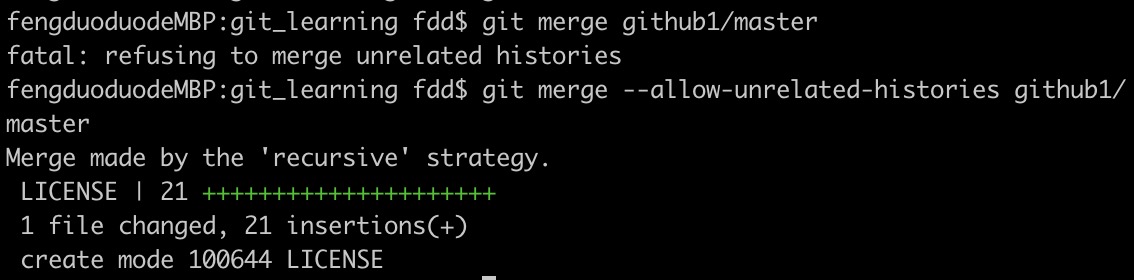 fengduoduodeMBP:git_learning fdd$ git merge github1/master
fatal: refusing to merge unrelated histories
fengduoduodeMBP:git_learning fdd$ git merge --allow-unrelated-histories github1/
master
Merge made by the 'recursive' strategy.
 LICENSE | 21 +++++++++++++++++++++
 1 file changed, 21 insertions(+)
 create mode 100644 LICENSE